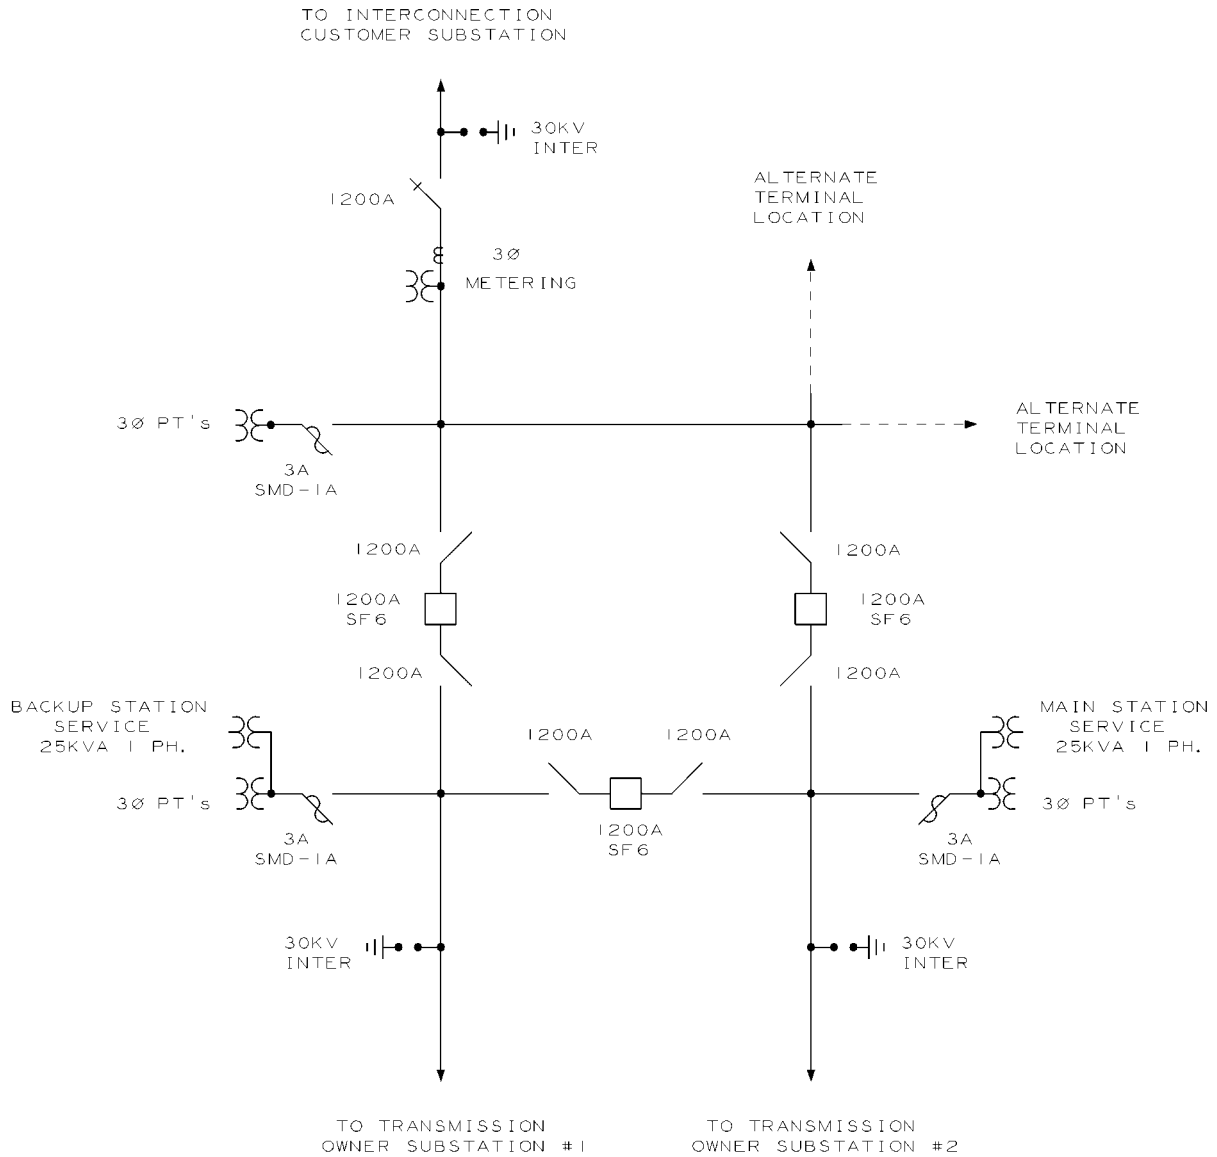 TO INTERCONNECTION
CUSTOMER SUBSTATION
30KV
INTER
ALTERNATE
TERMINAL
LOCATION
1200A
3Ø
METERING
ALTERNATE
TERMINAL
LOCATION
3Ø PT's
3A
SMD-1A
1200A
1200A
1200A
SF6
1200A
SF6
1200A
1200A
BACKUP STATION
SERVICE
25KVA 1 PH.
MAIN STATION
SERVICE
25KVA 1 PH.
1200A
1200A
3Ø PT's
3Ø PT's
1200A
SF6
3A
SMD-1A
3A
SMD-1A
30KV
INTER
30KV
INTER
TO TRANSMISSION
OWNER SUBSTATION #1
TO TRANSMISSION
OWNER SUBSTATION #2